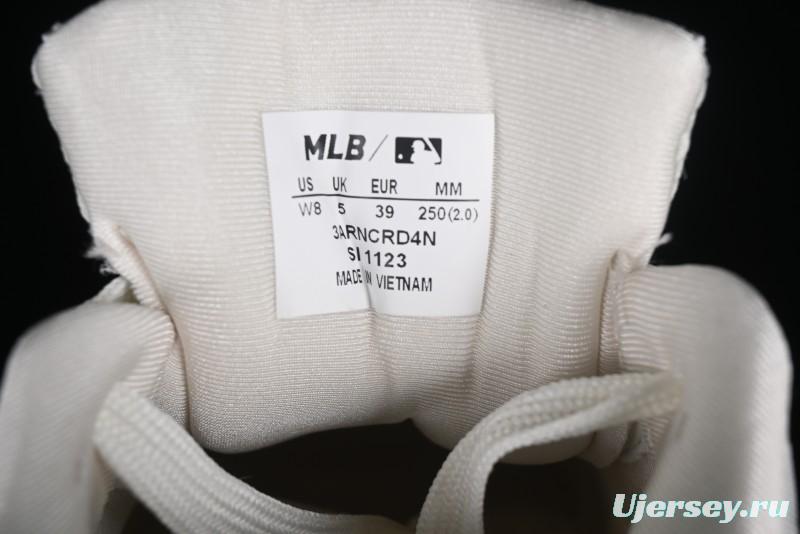 MLB/
US UK EUR MM
W8 5 39 250(2.0)
3ARNCRD4N
SI1123
MADE IN VIETNAM
Ujersey.ru